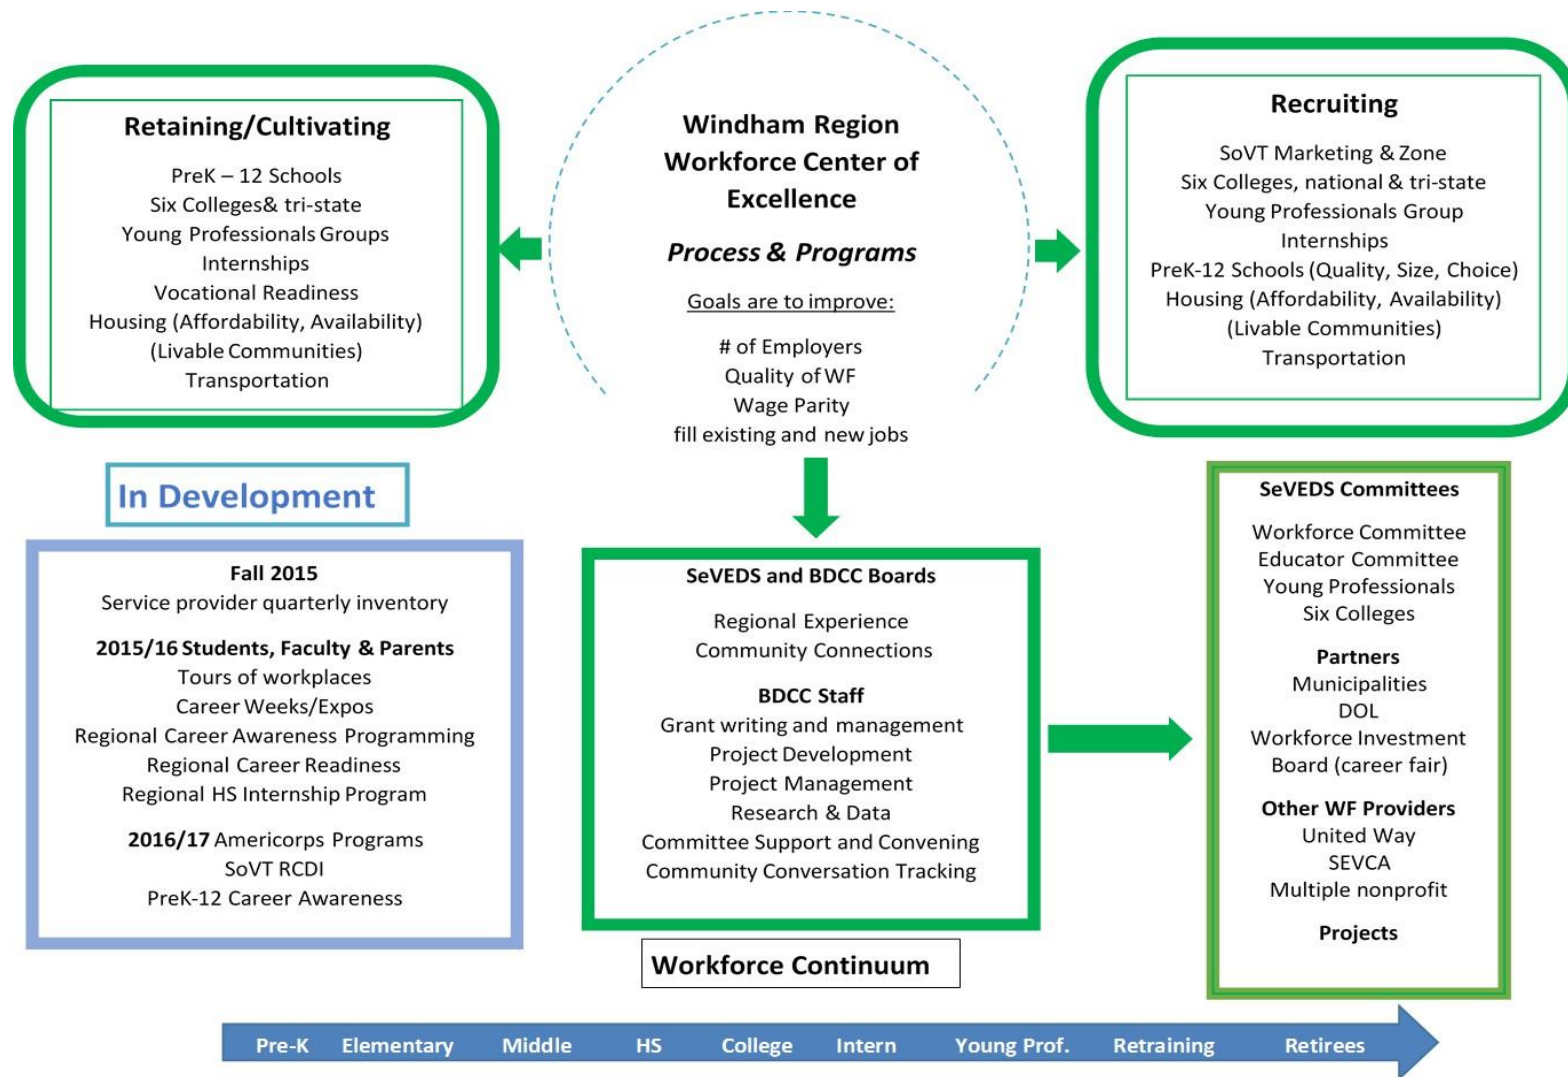 Retaining/Cultivating
PreK – 12 Schools
Six Colleges& tri-state
Young Professionals Groups
Internships
Vocational Readiness
Housing (Affordability, Availability)
(Livable Communities)
Transportation
Windham Region
Workforce Center of
Excellence
Process & Programs
Goals are to improve:
# of Employers
Quality of WF
Wage Parity
fill existing and new jobs
Recruiting
SoVT Marketing & Zone
Six Colleges, national & tri-state
Young Professionals Group
Internships
PreK-12 Schools (Quality, Size, Choice)
Housing (Affordability, Availability)
(Livable Communities)
Transportation
In Development
Fall 2015
Service provider quarterly inventory
2015/16 Students, Faculty & Parents
Tours of workplaces
Career Weeks/Expos
Regional Career Awareness Programming
Regional Career Readiness
Regional HS Internship Program
2016/17 Americorps Programs
SoVT RCDI
PreK-12 Career Awareness
SeVEDS and BDCC Boards
Regional Experience
Community Connections
BDCC Staff
Grant writing and management
Project Development
Project Management
Research & Data
Committee Support and Convening
Community Conversation Tracking
SeVEDS Committees
Workforce Committee
Educator Committee
Young Professionals
Six Colleges
Partners
Municipalities
DOL
Workforce Investment
Board (career fair)
Other WF Providers
United Way
SEVCA
Multiple nonprofit
Projects
Workforce Continuum
Pre-K Elementary Middle HS College Intern Young Prof. Retraining Retirees